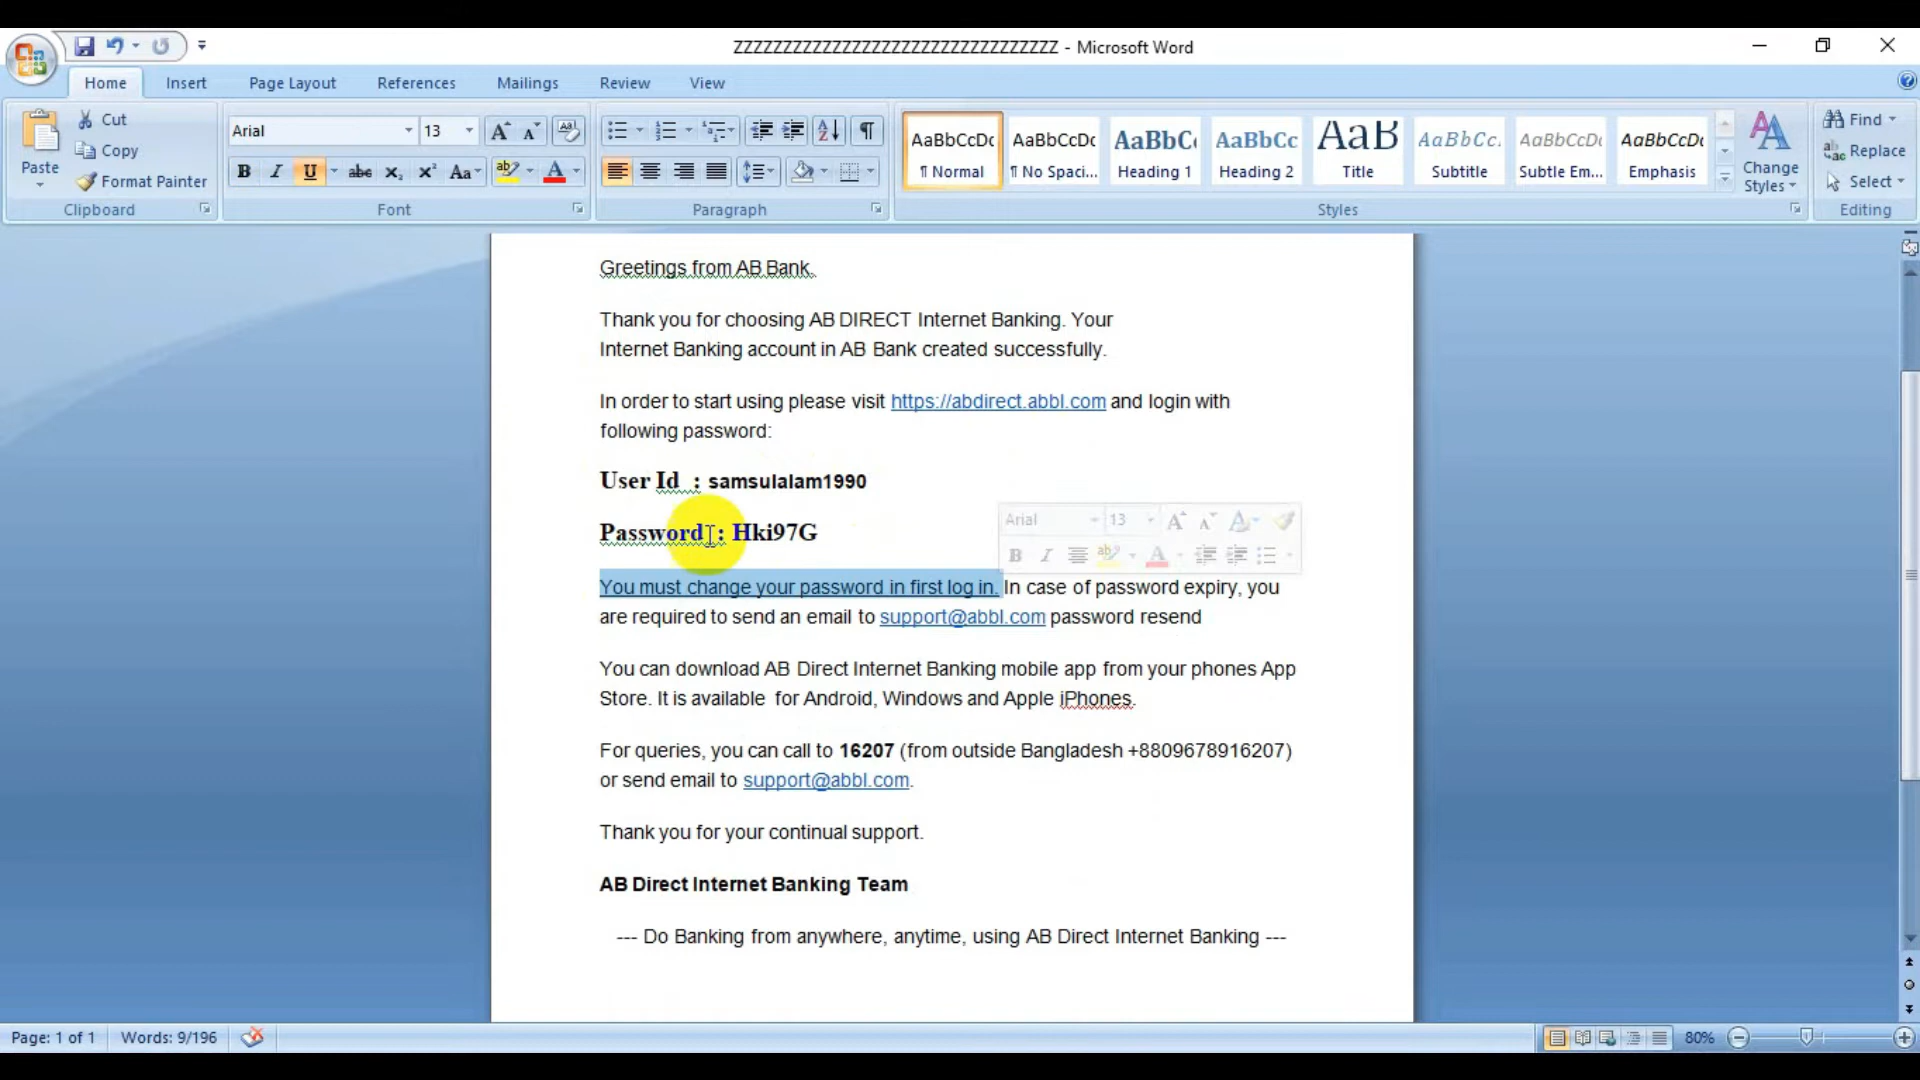 ZZZZZZZZZZZZZZZZZZZZZZZZZZZZZZZZ - Microsoft Word
Home Insert Page Layout References Mailings Review View
Paste
Cut
Copy
Format Painter
Clipboard
Arial 13
Font
Paragraph
AaBbCcDc AaBbCcDc AaBbC AaBbCc AaB AaBbCc. AaBbCcDc AaBbCcDc
¶ Normal ¶ No Spaci... Heading 1 Heading 2 Title Subtitle Subtle Em... Emphasis
Change Styles
Styles
Find
Replace
Select
Editing
Greetings from AB Bank.
Thank you for choosing AB DIRECT Internet Banking. Your
Internet Banking account in AB Bank created successfully.
In order to start using please visit https://abdirect.abbl.com and login with
following password:
User Id : samsulalam1990
Password : Hki97G
Arial 13
You must change your password in first log in. In case of password expiry, you
are required to send an email to support@abbl.com password resend
You can download AB Direct Internet Banking mobile app from your phones App
Store. It is available for Android, Windows and Apple iPhones.
For queries, you can call to 16207 (from outside Bangladesh +8809678916207)
or send email to support@abbl.com.
Thank you for your continual support.
AB Direct Internet Banking Team
--- Do Banking from anywhere, anytime, using AB Direct Internet Banking ---
Page: 1 of 1 Words: 9/196 80%